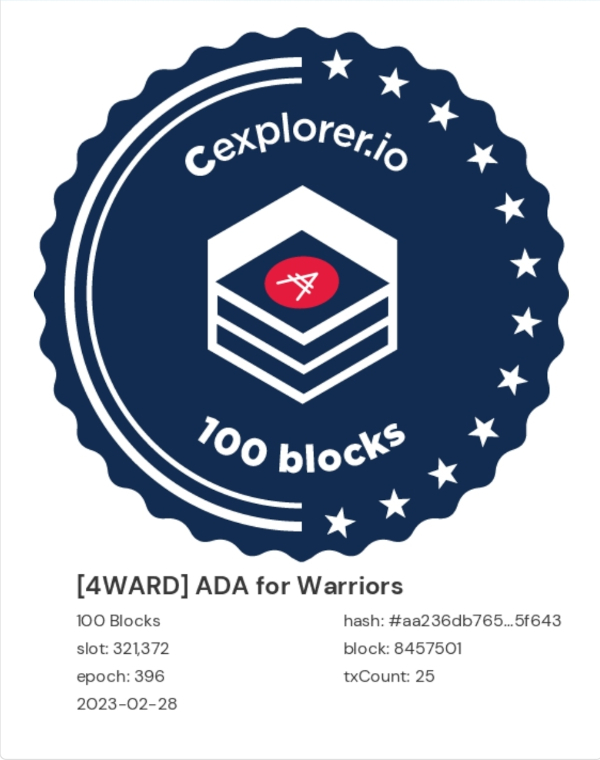 cexplorer.io
100 blocks
[4WARD] ADA for Warriors
100 Blocks
hash: #aa236db765...5f643
slot: 321,372
block: 8457501
epoch: 396
txCount: 25
2023-02-28